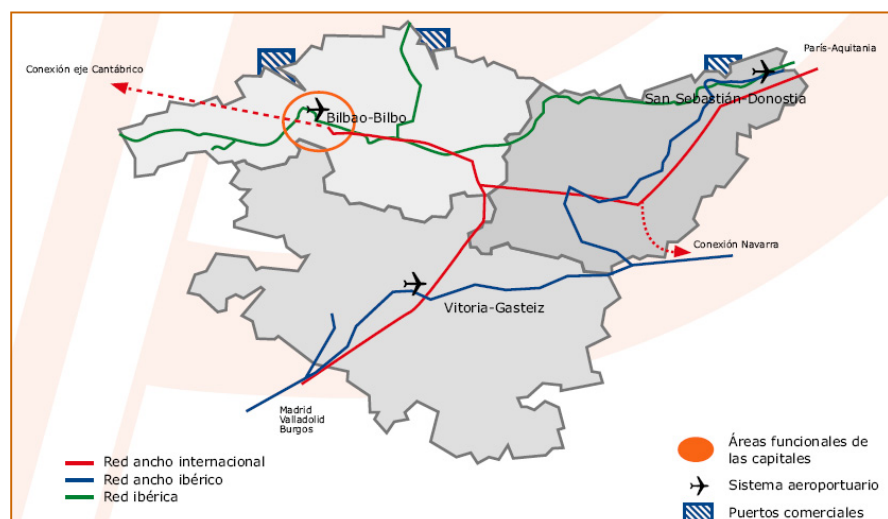 Conexión eje Cantábrico
París-Aquitania
San Sebastián-Donostia
Bilbao-Bilbo
Conexión Navarra
Vitoria-Gasteiz
Madrid
Valladolid
Burgos
Red ancho internacional
Red ancho ibérico
Red ibérica
Áreas funcionales de
las capitales
Sistema aeroportuario
Puertos comerciales